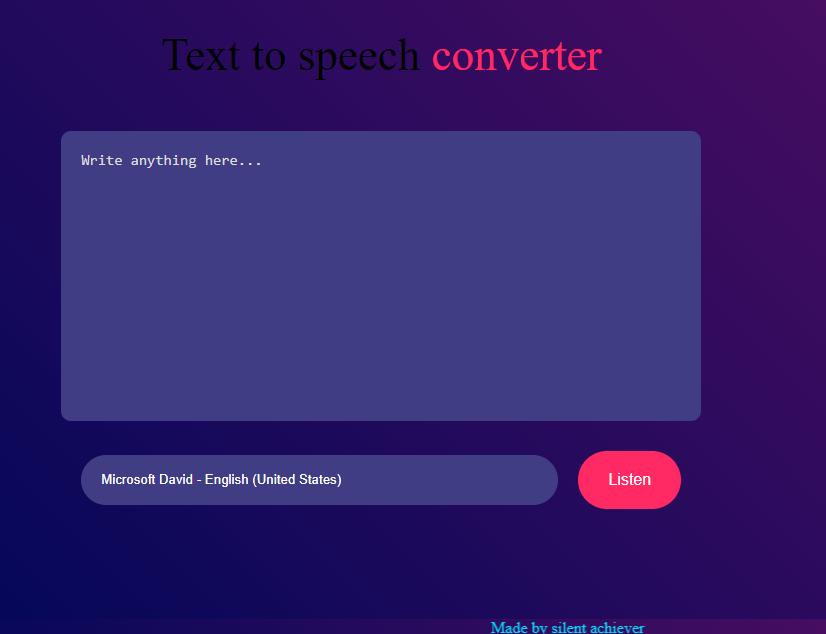 Text to speech converter
Write anything here...
Microsoft David - English (United States)
Listen
Made by silent achiever